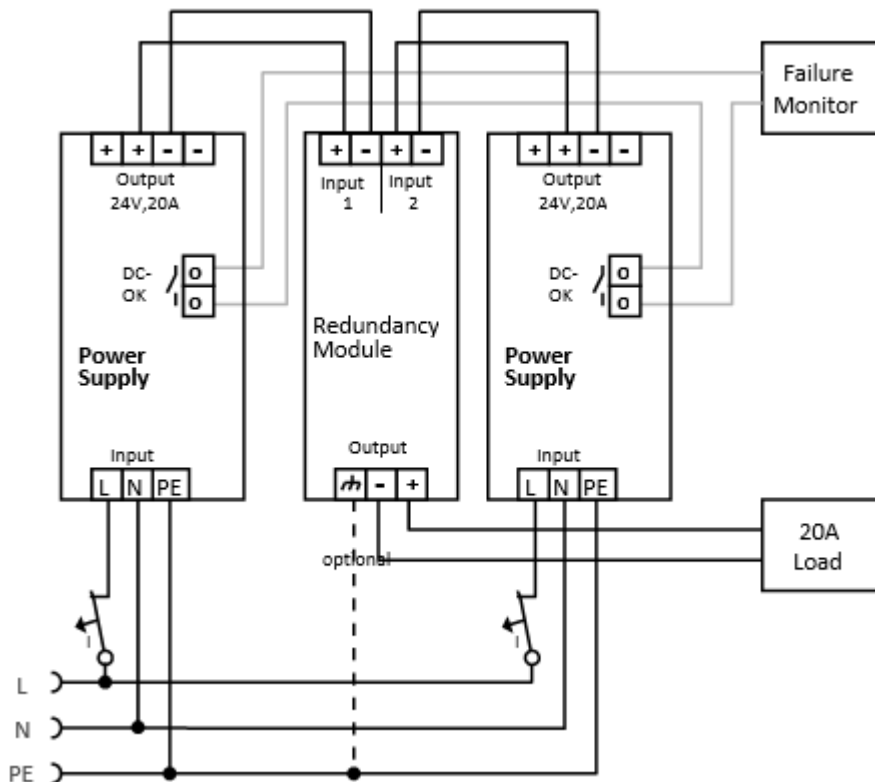 Failure
Monitor
+ + - -
Output
24V,20A
DC-
OK
O
O
Power
Supply
Input
L N PE
+ - + -
Input
1
Input
2
Redundancy
Module
Output
- +
optional
+ + - -
Output
24V,20A
DC-
OK
O
O
Power
Supply
Input
L N PE
20A
Load
I
I
L
N
PE